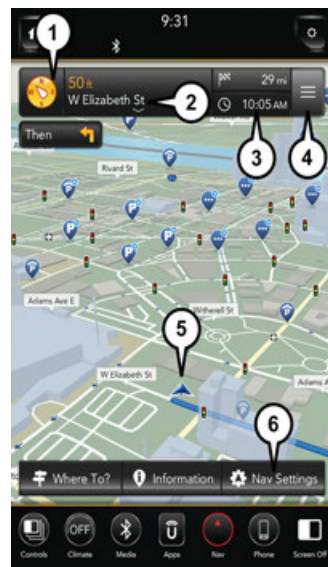 1
9:31
50 ft
W Elizabeth St
29 mi
10:05 AM
2
3
4
Then
Rivard St
P
P
P
P
P
P
Adams Ave E
Witherell St
5
W Elizabeth St
Adams A
6
Where To?
Information
Nav Settings
OFF
Controls
Climate
Media
Apps
Nav
Phone
Screen Off